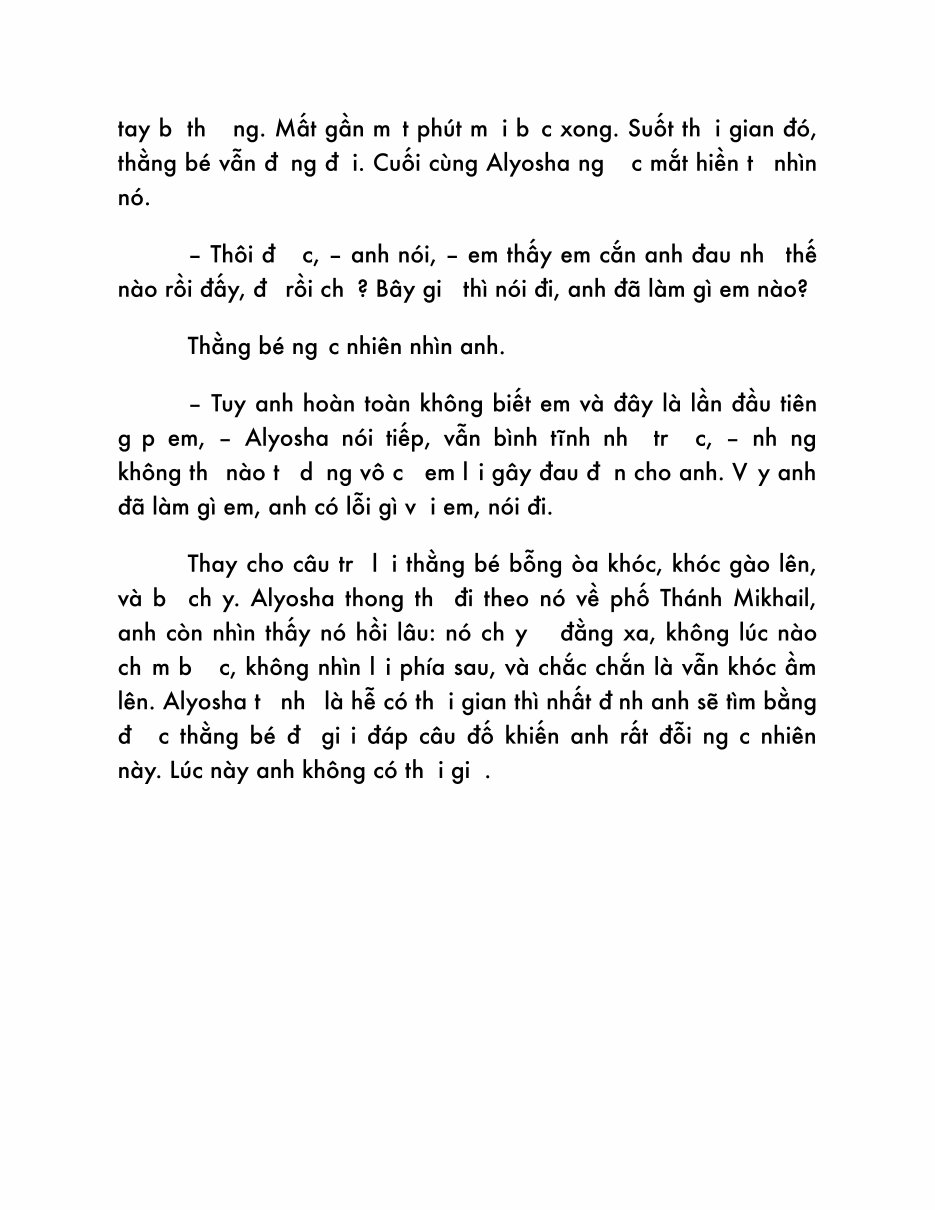 tay b th ng. Mất gần m t phút m i b c xong. Suốt th i gian đó,
thằng bé vẫn đ ng đ i. Cuối cùng Alyosha ng c mắt hiền t nhìn
nó.
– Thôi đ c, – anh nói, – em thấy em cắn anh đau nh thế
nào rồi đấy, đ rồi ch ? Bây gi thì nói đi, anh đã làm gì em nào?
Thằng bé ng c nhiên nhìn anh.
– Tuy anh hoàn toàn không biết em và đây là lần đầu tiên
g p em, – Alyosha nói tiếp, vẫn bình tĩnh nh tr c, – nh ng
không th nào t d ng vô c em l i gây đau đ n cho anh. V y anh
đã làm gì em, anh có lỗi gì v i em, nói đi.
Thay cho câu tr l i thằng bé bỗng òa khóc, khóc gào lên,
và b ch y. Alyosha thong th đi theo nó về phố Thánh Mikhail,
anh còn nhìn thấy nó hồi lâu: nó ch y đằng xa, không lúc nào
ch m b c, không nhìn l i phía sau, và chắc chắn là vẫn khóc ầm
lên. Alyosha t nh là hễ có th i gian thì nhất đ nh anh sẽ tìm bằng
đ c thằng bé đ gi i đáp câu đố khiến anh rất đỗi ng c nhiên
này. Lúc này anh không có th i gi .